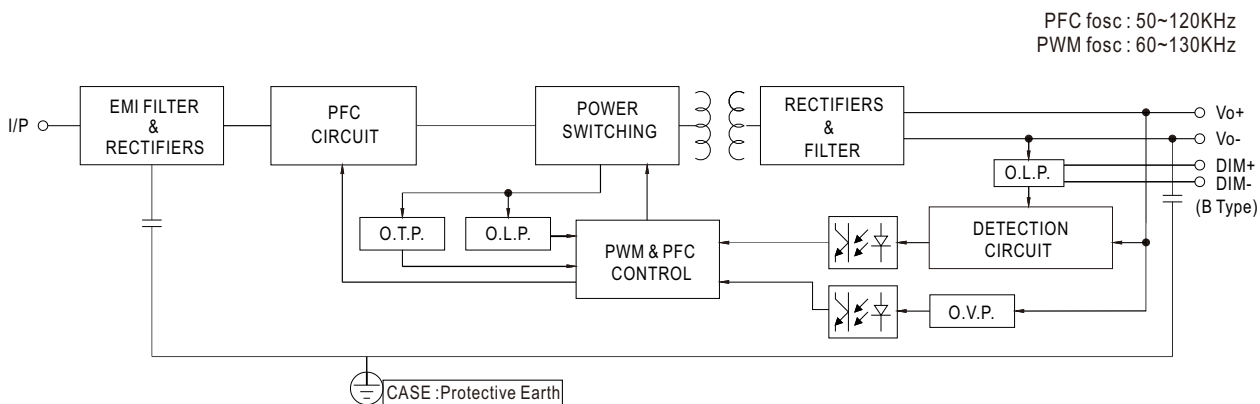 PFC fosc : 50~120KHz
PWM fosc : 60~130KHz
I/P
EMI FILTER
&
RECTIFIERS
PFC
CIRCUIT
POWER
SWITCHING
RECTIFIERS
&
FILTER
Vo+
Vo-
DIM+
DIM-
(B Type)
O.L.P.
O.T.P.
O.L.P.
PWM & PFC
CONTROL
DETECTION
CIRCUIT
O.V.P.
CASE :Protective Earth